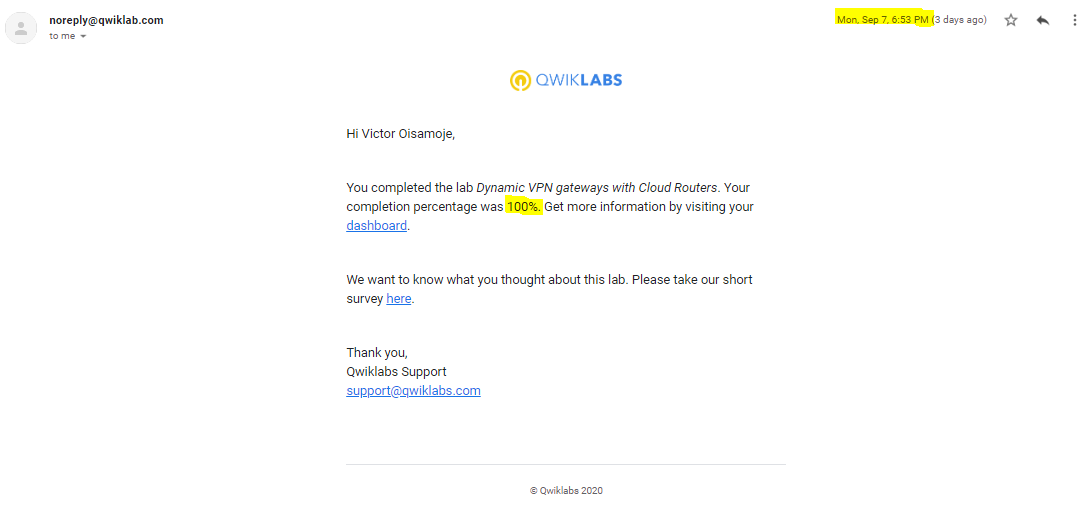 noreply@qwiklab.com
Mon, Sep 7, 6:53 PM (3 days ago)
to me
QWIKLABS
Hi Victor Oisamoje,
You completed the lab Dynamic VPN gateways with Cloud Routers. Your
completion percentage was 100%. Get more information by visiting your
dashboard.
We want to know what you thought about this lab. Please take our short
survey here.
Thank you,
Qwiklabs Support
support@qwiklabs.com
© Qwiklabs 2020